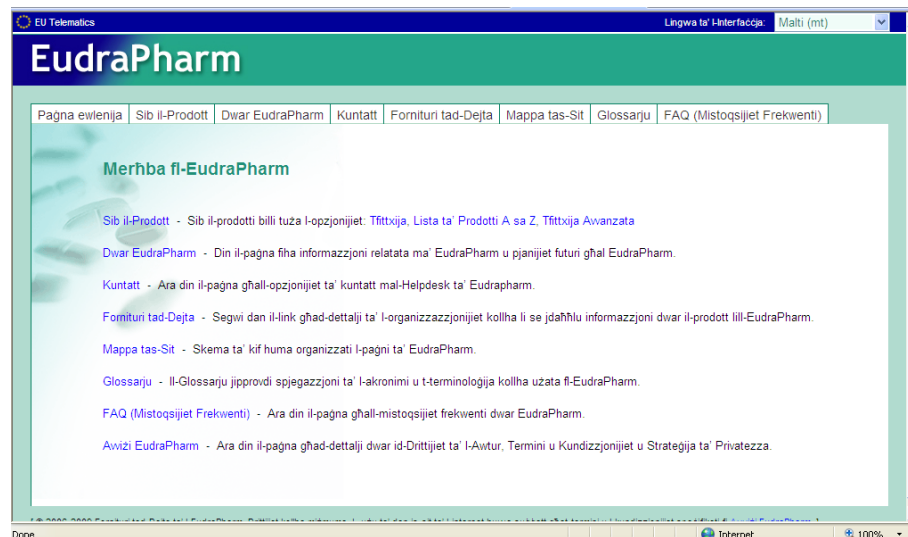 EU Telematics Lingwa ta' l-Interfaċċja: Malti (mt)
EudraPharm
Paġna ewlenija Sib il-Prodott Dwar EudraPharm Kuntatt Fornituri tad-Dejta Mappa tas-Sit Glossarju FAQ (Mistoqsijiet Frekwenti)
Merħba fl-EudraPharm
Sib il-Prodott - Sib il-prodotti billi tuża l-opzjonijiet: Tfittxija, Lista ta' Prodotti A sa Z, Tfittxija Avvanzata
Dwar EudraPharm - Din il-paġna fiha informazzjoni relatata ma' EudraPharm u pjanijiet futuri għal EudraPharm.
Kuntatt - Ara din il-paġna għall-opzjonijiet ta' kuntatt mal-Helpdesk ta' Eudrapharm.
Fornituri tad-Dejta - Segwi dan il-link għad-dettalji ta' l-organizzazzjonijiet kollha li se jdaħħlu informazzjoni dwar il-prodott lill-EudraPharm.
Mappa tas-Sit - Skema ta' kif huma organizzati l-paġni ta' EudraPharm.
Glossarju - Il-Glossarju jipprovdi spjegazzjoni ta' l-akronimi u t-terminoloġija kollha użata fl-EudraPharm.
FAQ (Mistoqsijiet Frekwenti) - Ara din il-paġna għall-mistoqsijiet frekwenti dwar EudraPharm.
Avviżi EudraPharm - Ara din il-paġna għad-dettalji dwar id-Drittijiet ta' l-Awtur, Termini u Kundizzjonijiet u Strateġija ta' Privatezza.
Done Internet 100%